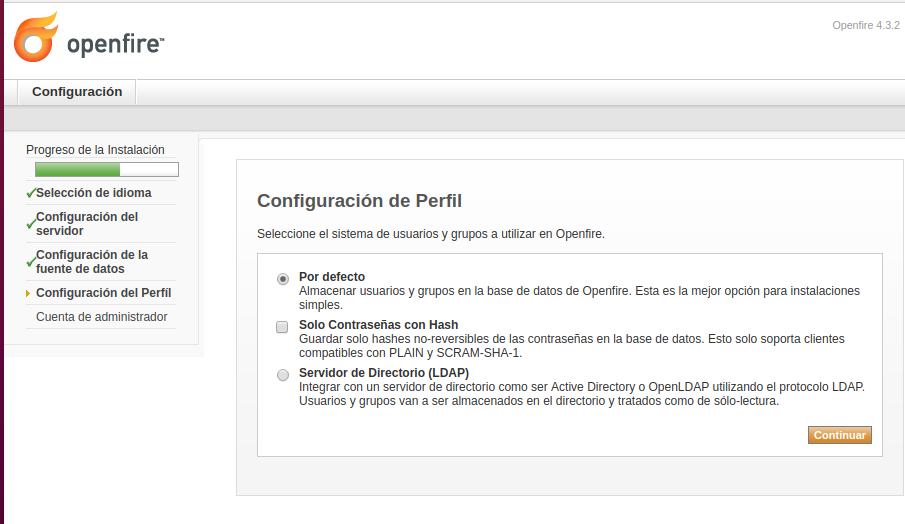 openfire™
Openfire 4.3.2
Configuración
Progreso de la Instalación
Selección de idioma
Configuración del
servidor
Configuración de la
fuente de datos
Configuración del Perfíl
Cuenta de administrador
Configuración de Perfil
Seleccione el sistema de usuarios y grupos a utilizar en Openfire.
Por defecto
Almacenar usuarios y grupos en la base de datos de Openfire. Esta es la mejor opción para instalaciones
simples.
Solo Contraseñas con Hash
Guardar solo hashes no-reversibles de las contraseñas en la base de datos. Esto solo soporta clientes
compatibles con PLAIN y SCRAM-SHA-1.
Servidor de Directorio (LDAP)
Integrar con un servidor de directorio como ser Active Directory o OpenLDAP utilizando el protocolo LDAP.
Usuarios y grupos van a ser almacenados en el directorio y tratados como de sólo-lectura.
Continuar